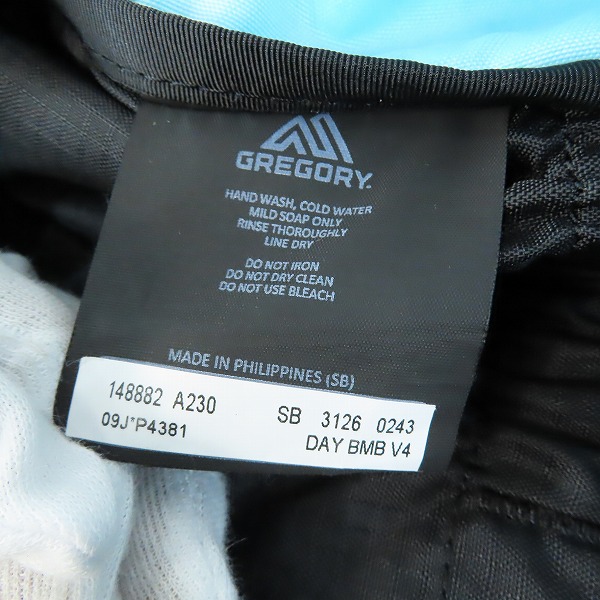 GREGORY.
HAND WASH, COLD WATER
MILD SOAP ONLY
RINSE THOROUGHLY
LINE DRY
DO NOT IRON
DO NOT DRY CLEAN
DO NOT USE BLEACH
MADE IN PHILIPPINES (SB)
148882 A230 SB 3126 0243
09J*P4381 DAY BMB V4